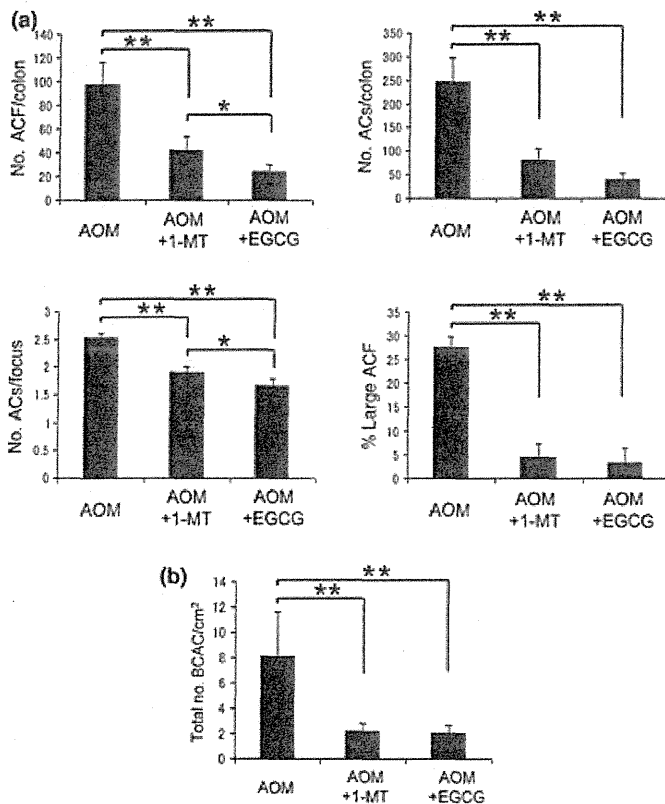 (a)
**
**
*
No. ACF/colon
120
100
80
60
40
20
0
AOM
AOM
+1-MT
AOM
+EGCG
**
**
No. ACs/colon
350
300
250
200
150
100
50
0
AOM
AOM
+1-MT
AOM
+EGCG
**
**
*
No. ACs/focus
3
2.5
2
1.5
1
0.5
0
AOM
AOM
+1-MT
AOM
+EGCG
**
**
% Large ACF
35
30
25
20
15
10
5
0
AOM
AOM
+1-MT
AOM
+EGCG
(b)
**
**
Total no. BCAC/cm²
14
12
10
8
6
4
2
0
AOM
AOM
+1-MT
AOM
+EGCG